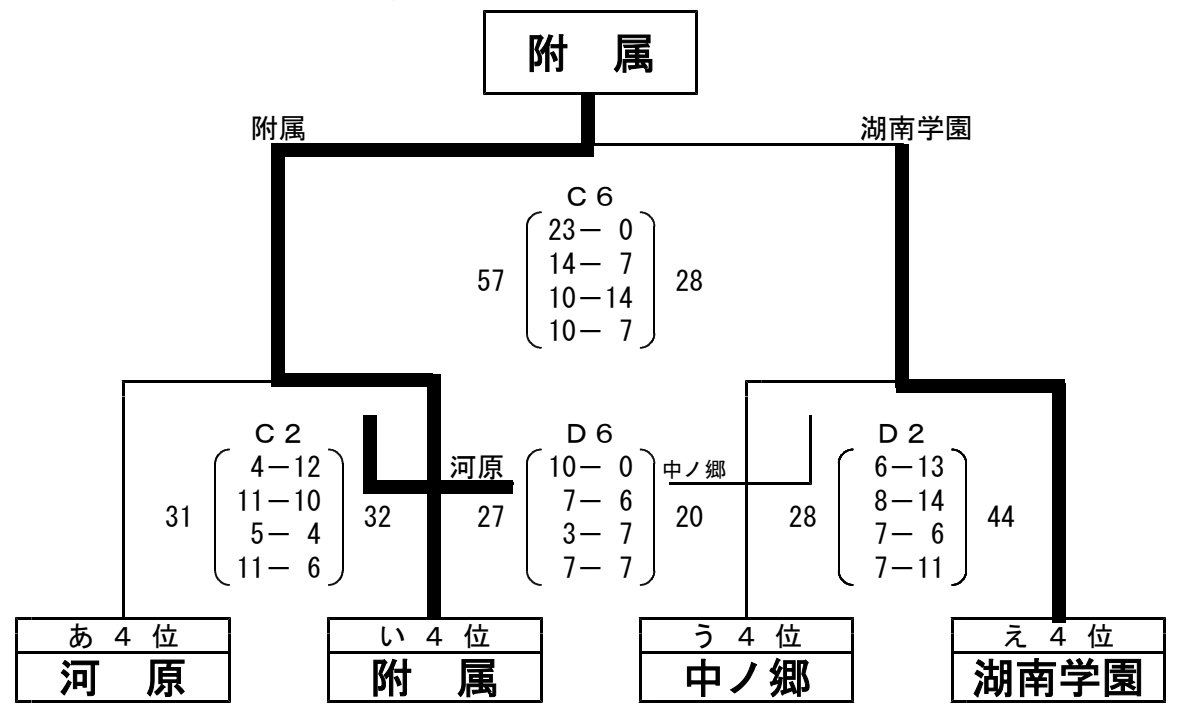 附　属
附属
湖南学園
Ｃ６
23－ 0
14－ 7
57
28
10－14
10－ 7
Ｃ２
4－12
11－10
31
32
5－ 4
11－ 6
Ｄ６
河原
10－ 0
中ノ郷
7－ 6
27
20
3－ 7
7－ 7
Ｄ２
6－13
8－14
28
44
7－ 6
7－11
あ ４ 位
河　原
い ４ 位
附　属
う ４ 位
中ノ郷
え ４ 位
湖南学園